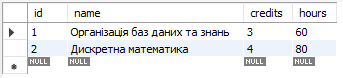 id name credits hours
1 Організація баз даних та знань 3 60
2 Дискретна математика 4 80
NULL NULL NULL NULL